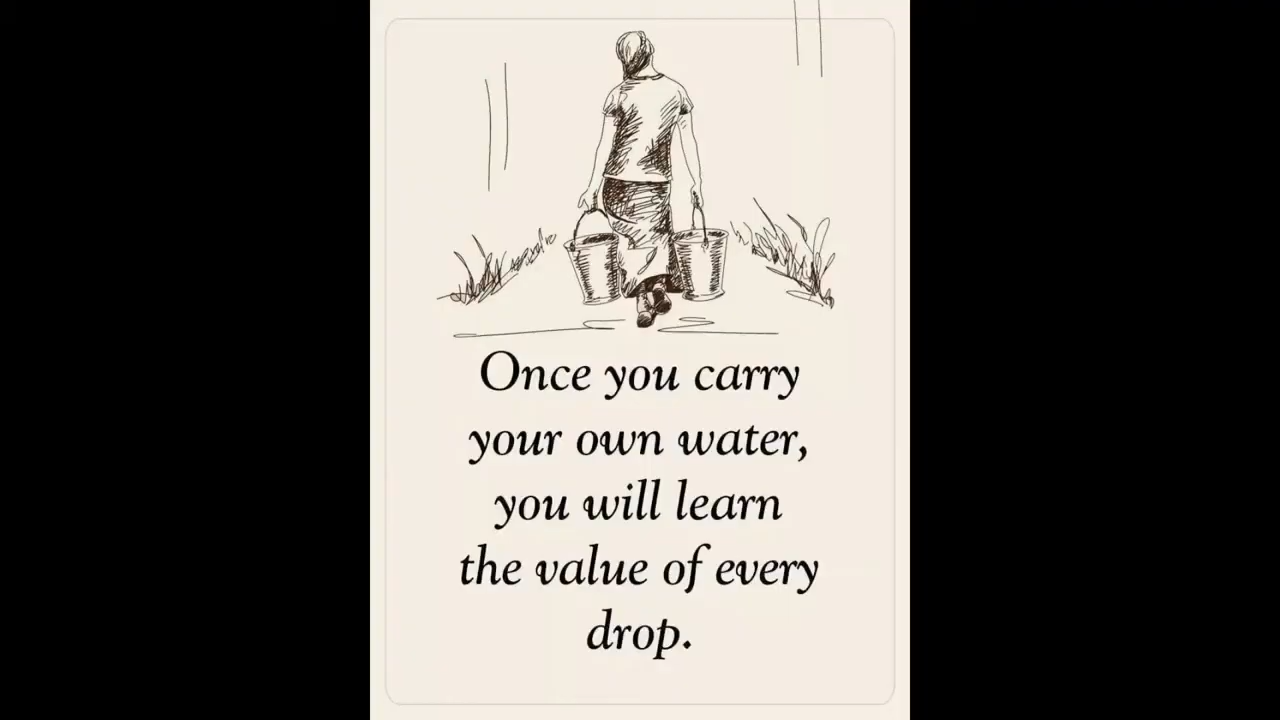 Once you carry
your own water,
you will learn
the value of every
drop.